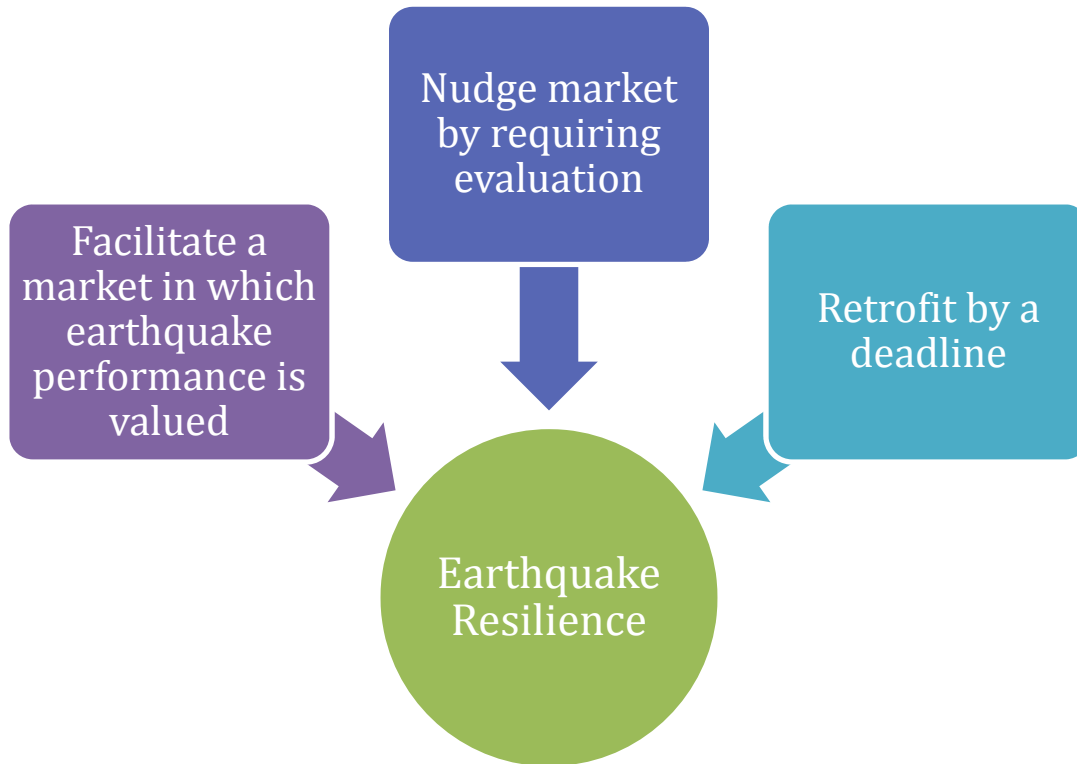 Nudge market
by requiring
evaluation
Facilitate a
market in which
earthquake
performance is
valued
Retrofit by a
deadline
Earthquake
Resilience